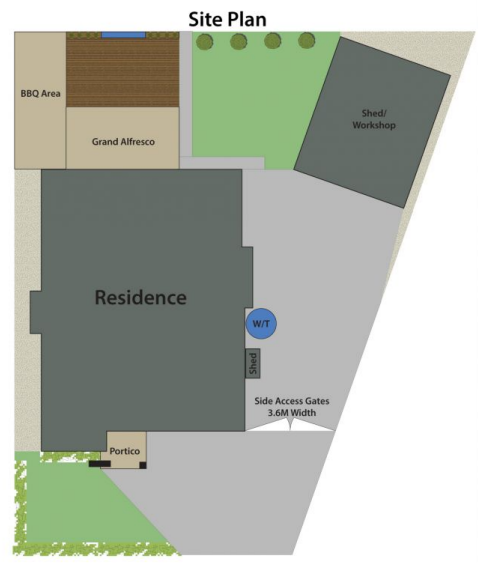 Site Plan
BBQ Area
Grand Alfresco
Shed/
Workshop
Residence
W/T
Shed
Side Access Gates
3.6M Width
Portico